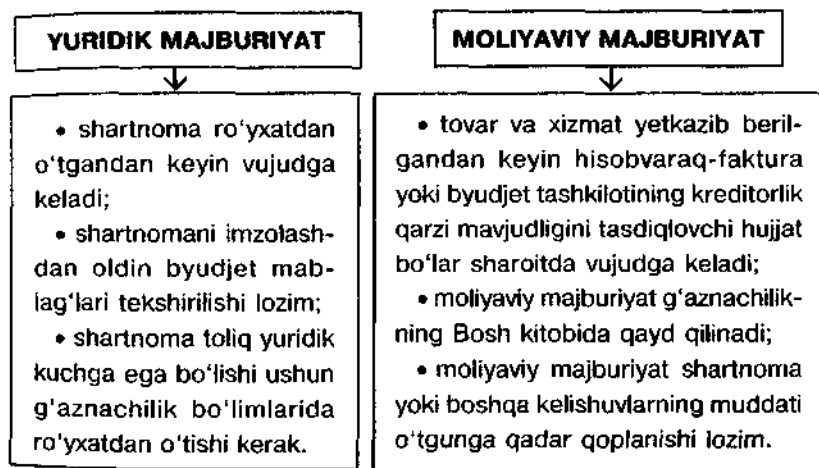 YURIDIK MAJBURIYAT
• shartnoma ro‘yxatdan
o‘tgandan keyin vujudga
keladi;
• shartnomani imzolash-
dan oldin byudjet mab-
lag‘lari tekshirilishi lozim;
• shartnoma toliq yuridik
kuchga ega bo‘lishi ushun
g‘aznachilik bo‘limlarida
ro‘yxatdan o‘tishi kerak.
MOLIYAVIY MAJBURIYAT
• tovar va xizmat yetkazib beril-
gandan keyin hisobvaraq-faktura
yoki byudjet tashkilotining kreditorlik
qarzi mavjudligini tasdiqlovchi hujjat
bo‘lar sharoitda vujudga keladi;
• moliyaviy majburiyat g‘aznachilik-
ning Bosh kitobida qayd qilinadi;
• moliyaviy majburiyat shartnoma
yoki boshqa kelishuvlarning muddati
o‘tgunga qadar qoplanishi lozim.